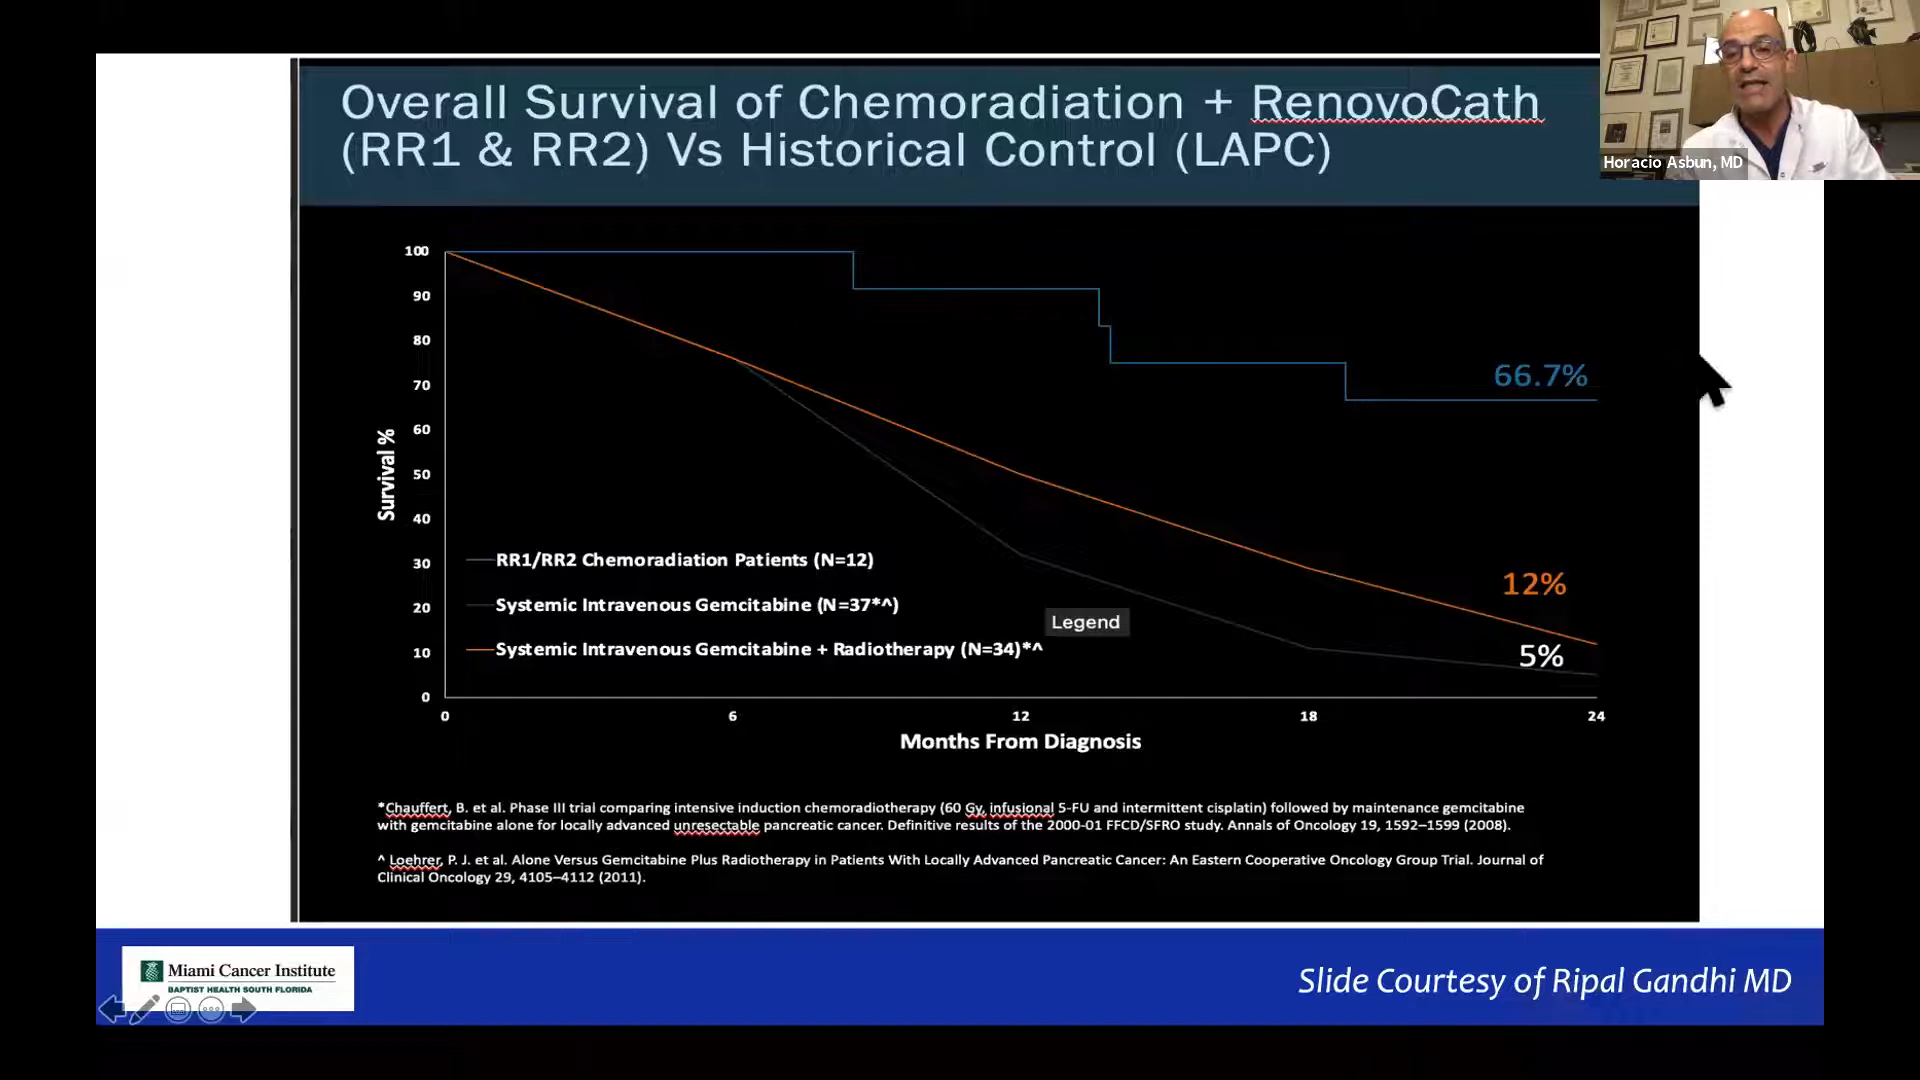 Overall Survival of Chemoradiation + RenovoCath
(RR1 & RR2) Vs Historical Control (LAPC)
Horacio Asbun, MD
100
90
80
70
60
50
40
30
20
10
0
Survival %
66.7%
12%
5%
RR1/RR2 Chemoradiation Patients (N=12)
Systemic Intravenous Gemcitabine (N=37*^)
Legend
Systemic Intravenous Gemcitabine + Radiotherapy (N=34)*^
0 6 12 18 24
Months From Diagnosis
*Chauffert, B. et al. Phase III trial comparing intensive induction chemoradiotherapy (60 Gy, infusional 5-FU and intermittent cisplatin) followed by maintenance gemcitabine
with gemcitabine alone for locally advanced unresectable pancreatic cancer. Definitive results of the 2000-01 FFCD/SFRO study. Annals of Oncology 19, 1592–1599 (2008).
^ Loehrer, P. J. et al. Alone Versus Gemcitabine Plus Radiotherapy in Patients With Locally Advanced Pancreatic Cancer: An Eastern Cooperative Oncology Group Trial. Journal of
Clinical Oncology 29, 4105–4112 (2011).
Miami Cancer Institute
BAPTIST HEALTH SOUTH FLORIDA
Slide Courtesy of Ripal Gandhi MD